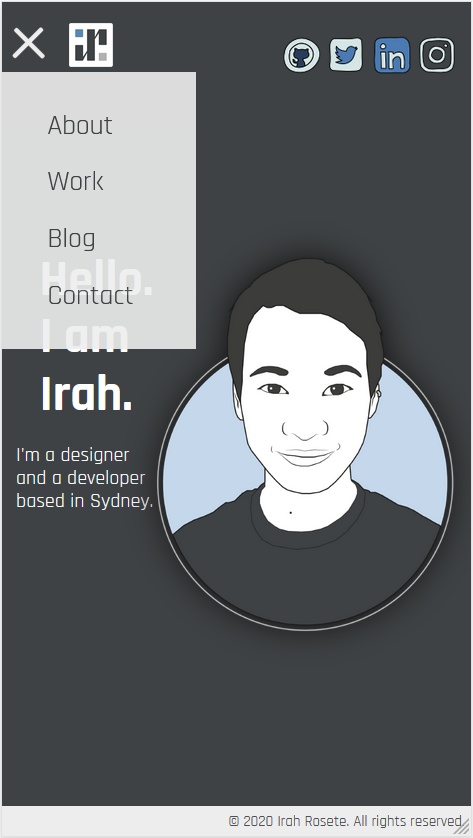 About
Work
Blog
Hello.
Contact
I am
Irah.
I'm a designer
and a developer
based in Sydney.
in
© 2020 Irah Rosete. All rights reserved